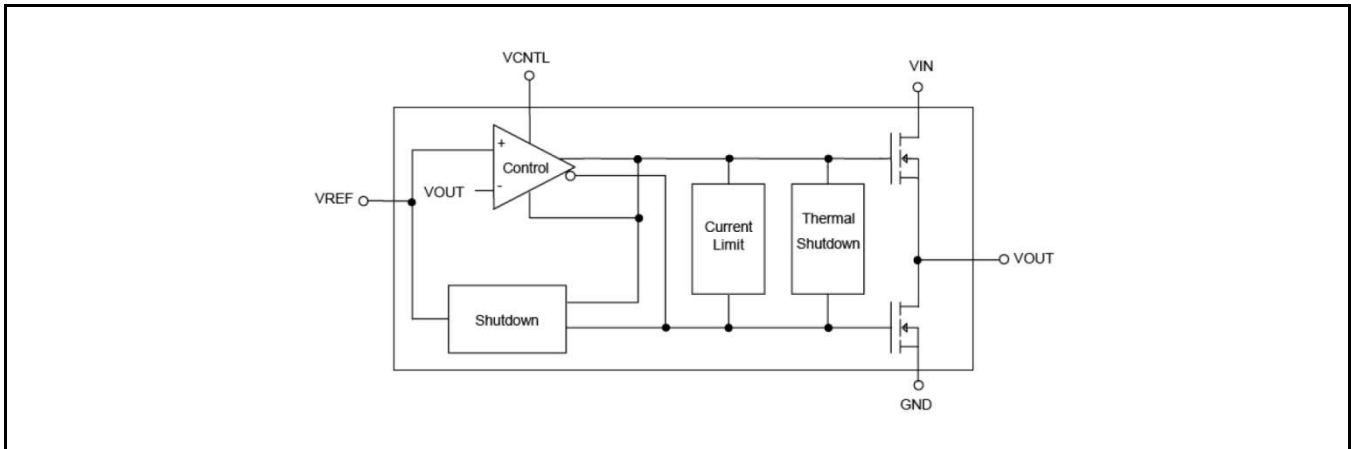 VCNTL
VIN
+
Control
VOUT
-
VREF
Current
Limit
Thermal
Shutdown
VOUT
Shutdown
GND